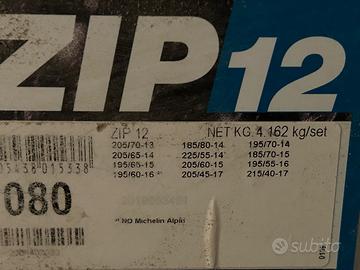 ZIP 12
ZIP 12 NET KG 4.162 kg/set
205/70-13 185/80-14 195/70-14
205/65-14 225/55-14 185/70-15
195/65-15 205/60-15 195/55-16
195/60-16 *¹ 205/45-17 215/40-17
080
*¹ NO Michelin Alpin
subito